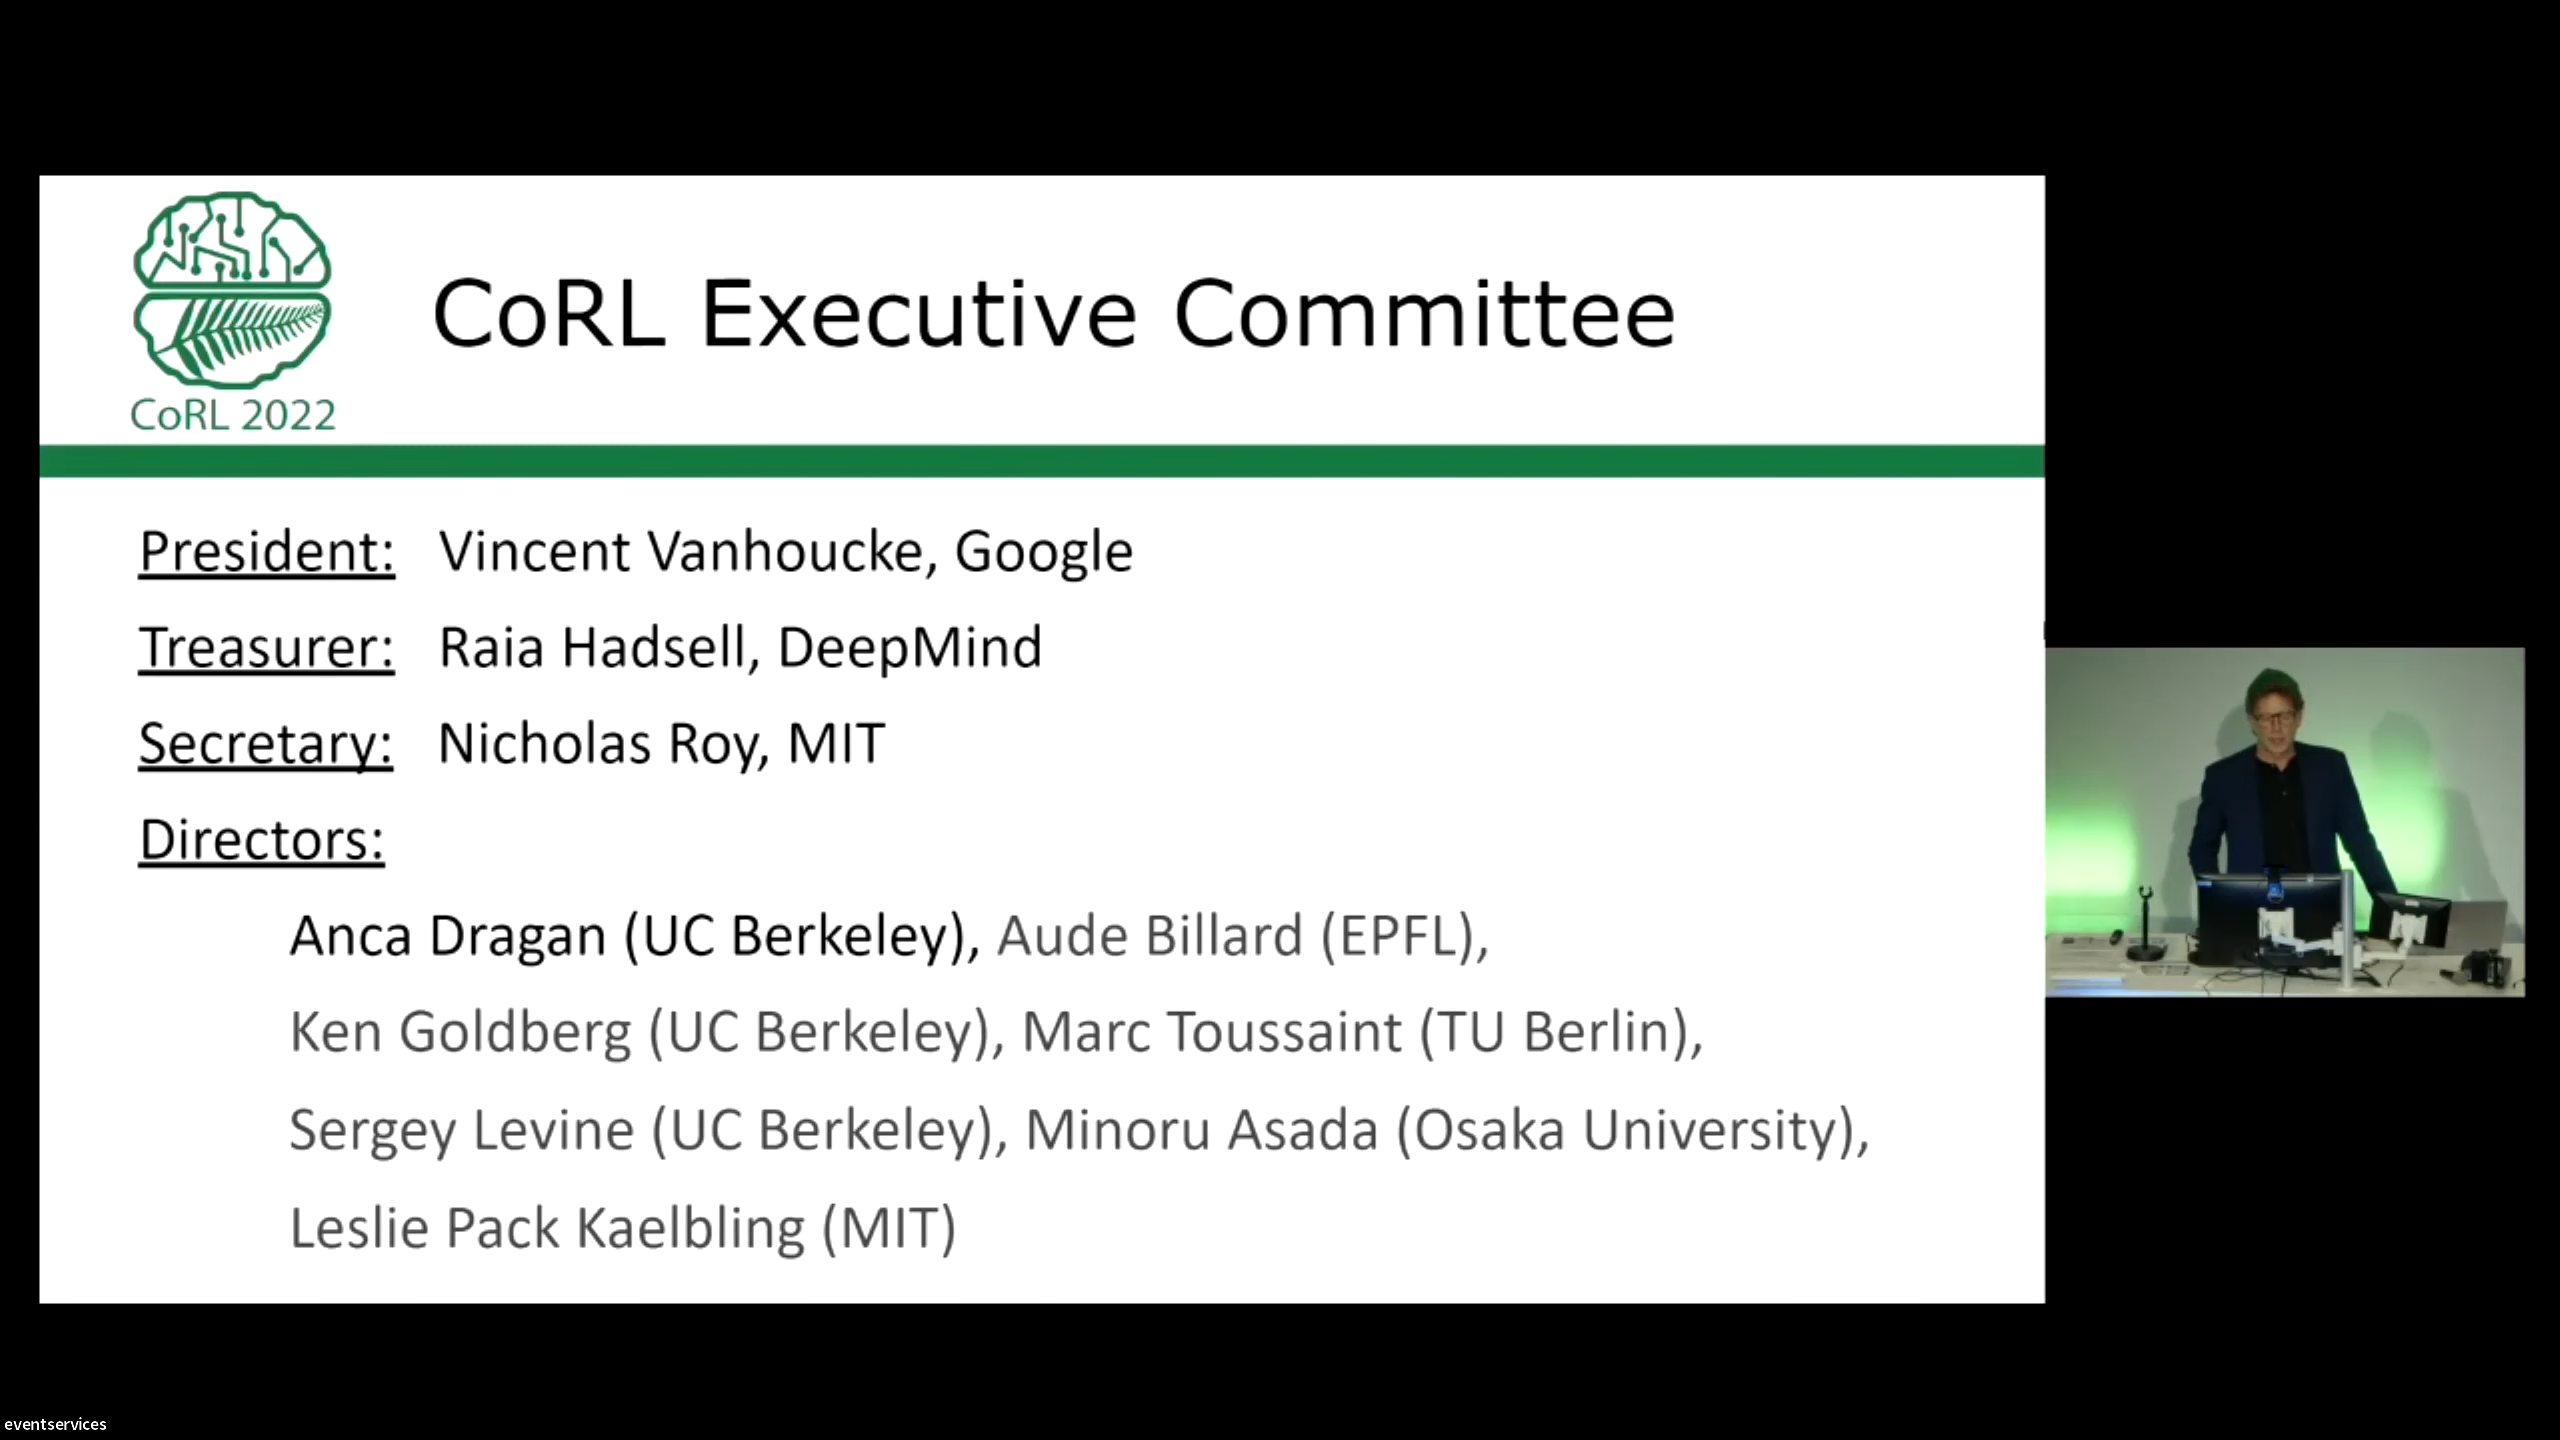 CoRL Executive Committee
CoRL 2022
President: Vincent Vanhoucke, Google
Treasurer: Raia Hadsell, DeepMind
Secretary: Nicholas Roy, MIT
Directors:
Anca Dragan (UC Berkeley), Aude Billard (EPFL),
Ken Goldberg (UC Berkeley), Marc Toussaint (TU Berlin),
Sergey Levine (UC Berkeley), Minoru Asada (Osaka University),
Leslie Pack Kaelbling (MIT)
eventservices